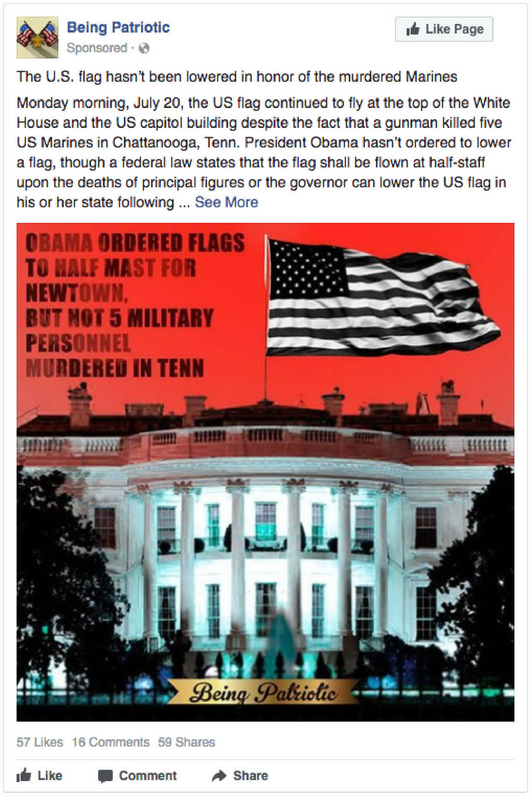 Being Patriotic
Sponsored ·
Like Page
The U.S. flag hasn't been lowered in honor of the murdered Marines
Monday morning, July 20, the US flag continued to fly at the top of the White
House and the US capitol building despite the fact that a gunman killed five
US Marines in Chattanooga, Tenn. President Obama hasn't ordered to lower
a flag, though a federal law states that the flag shall be flown at half-staff
upon the deaths of principal figures or the governor can lower the US flag in
his or her state following ... See More
OBAMA ORDERED FLAGS
TO HALF MAST FOR
NEWTOWN,
BUT NOT 5 MILITARY
PERSONNEL
MURDERED IN TENN
Being Patriotic
57 Likes 16 Comments 59 Shares
Like Comment Share